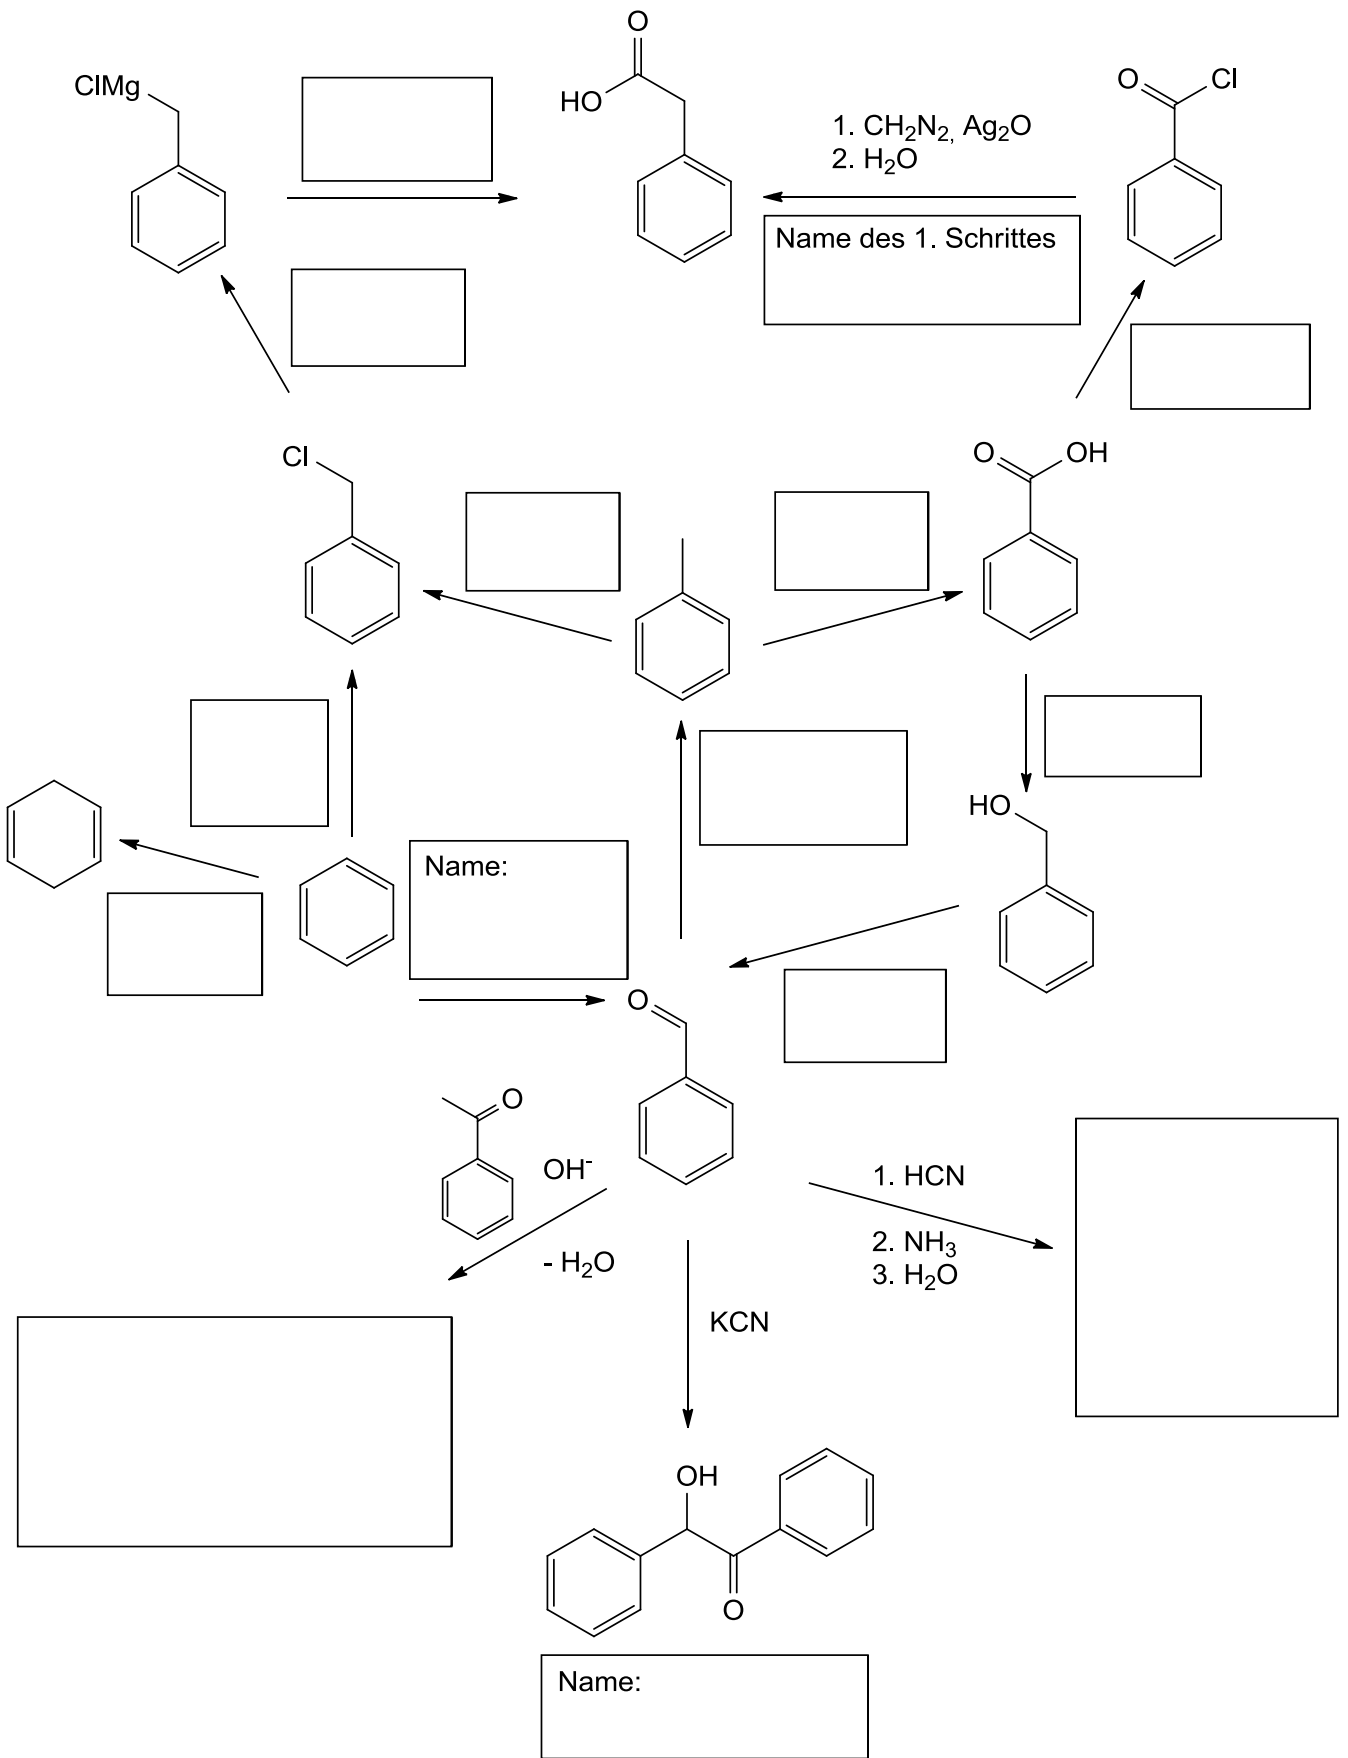 O
ClMg
HO
O
Cl
1. CH₂N₂, Ag₂O
2. H₂O
Name des 1. Schrittes
Cl
O
OH
HO
Name:
O
O
OH⁻
- H₂O
1. HCN
2. NH₃
3. H₂O
KCN
OH
O
Name: